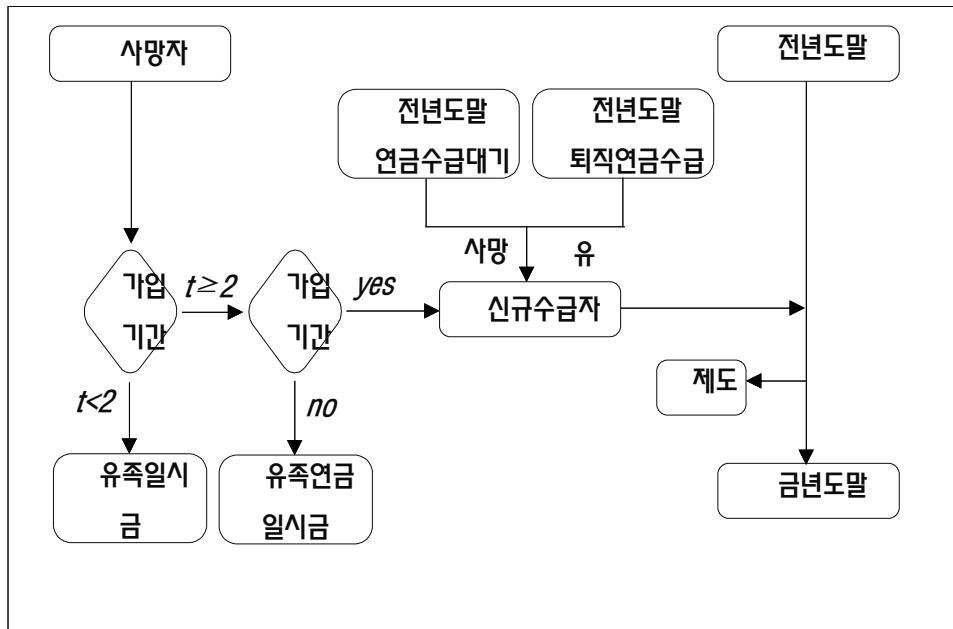 사망자
전년도말
전년도말
연금수급대기
전년도말
퇴직연금수급
사망 유
가입
기간
t≥2
가입
기간
yes
신규수급자
제도
t<2
no
유족일시
금
유족연금
일시금
금년도말